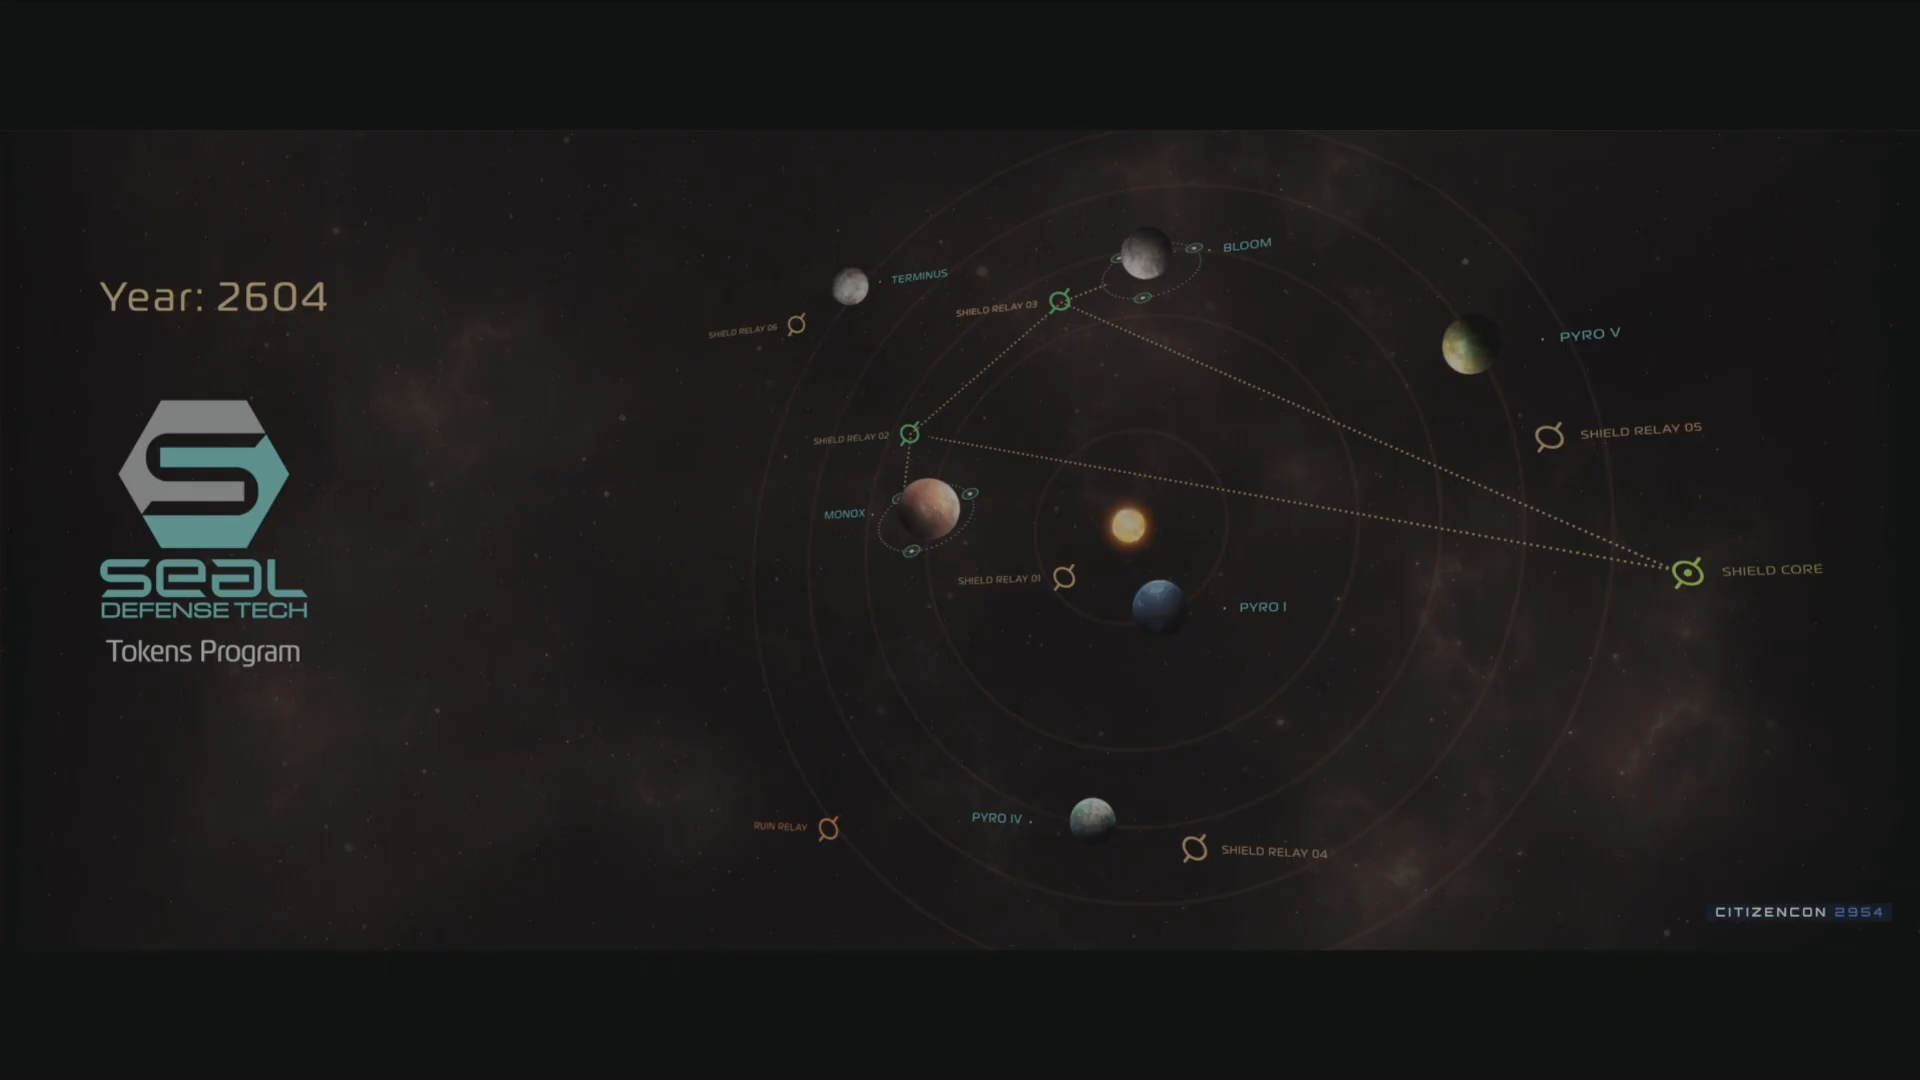 Year: 2604
seal
DEFENSE TECH
Tokens Program
BLOOM
TERMINUS
SHIELD RELAY 03
SHIELD RELAY 06
PYRO V
SHIELD RELAY 02
SHIELD RELAY 05
MONOX
SHIELD CORE
SHIELD RELAY 01
PYRO I
PYRO IV
RUIN RELAY
SHIELD RELAY 04
CITIZENCON 2954